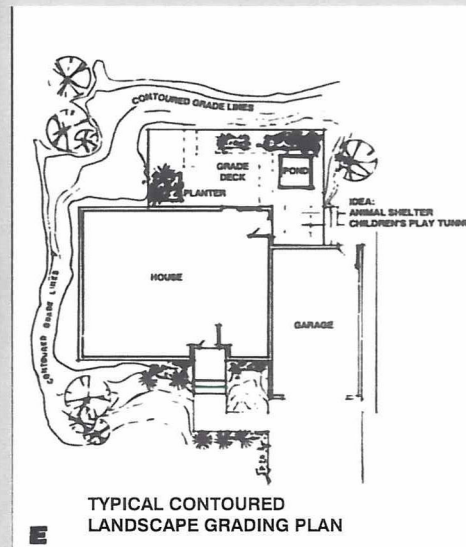 CONTOURED GRADE LINES
GRADE
DECK
POND
PLANTER
IDEA:
ANIMAL SHELTER
CHILDREN'S PLAY TUNN
HOUSE
CONTOURED GRADE LINES
GARAGE
TYPICAL CONTOURED
LANDSCAPE GRADING PLAN
E